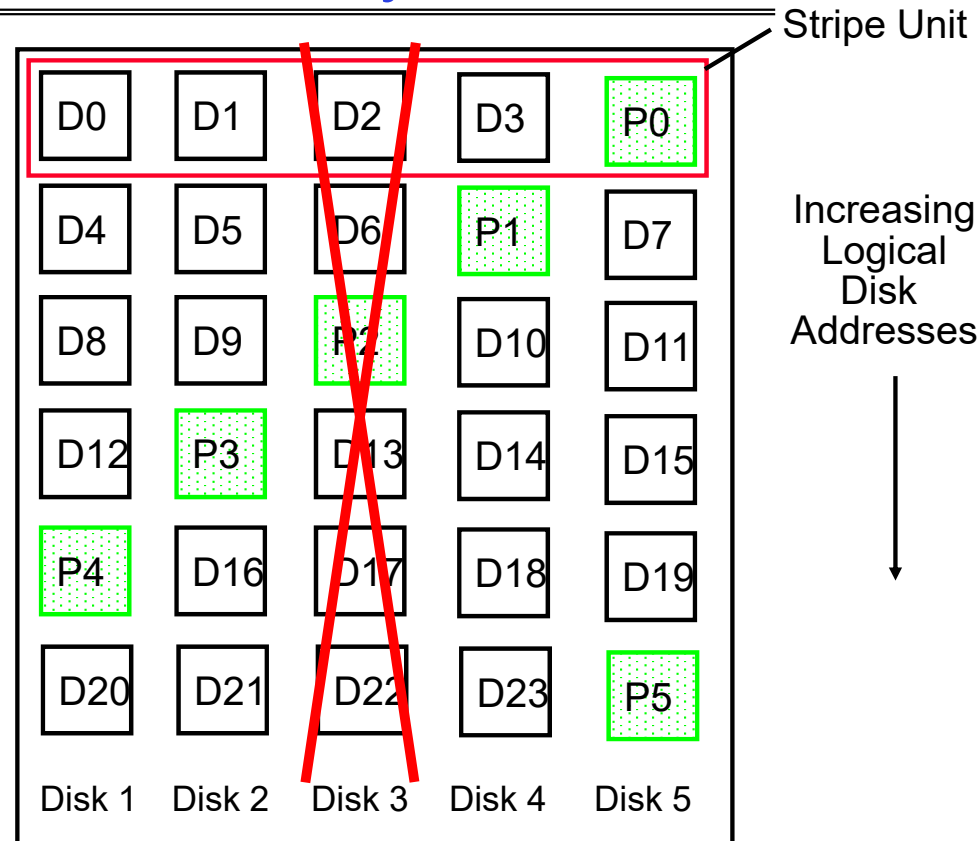 Stripe Unit
D0 D1 D2 D3 P0
D4 D5 D6 P1 D7
Increasing
Logical
Disk
Addresses
D8 D9 P2 D10 D11
D12 P3 D13 D14 D15
P4 D16 D17 D18 D19
D20 D21 D22 D23 P5
Disk 1 Disk 2 Disk 3 Disk 4 Disk 5